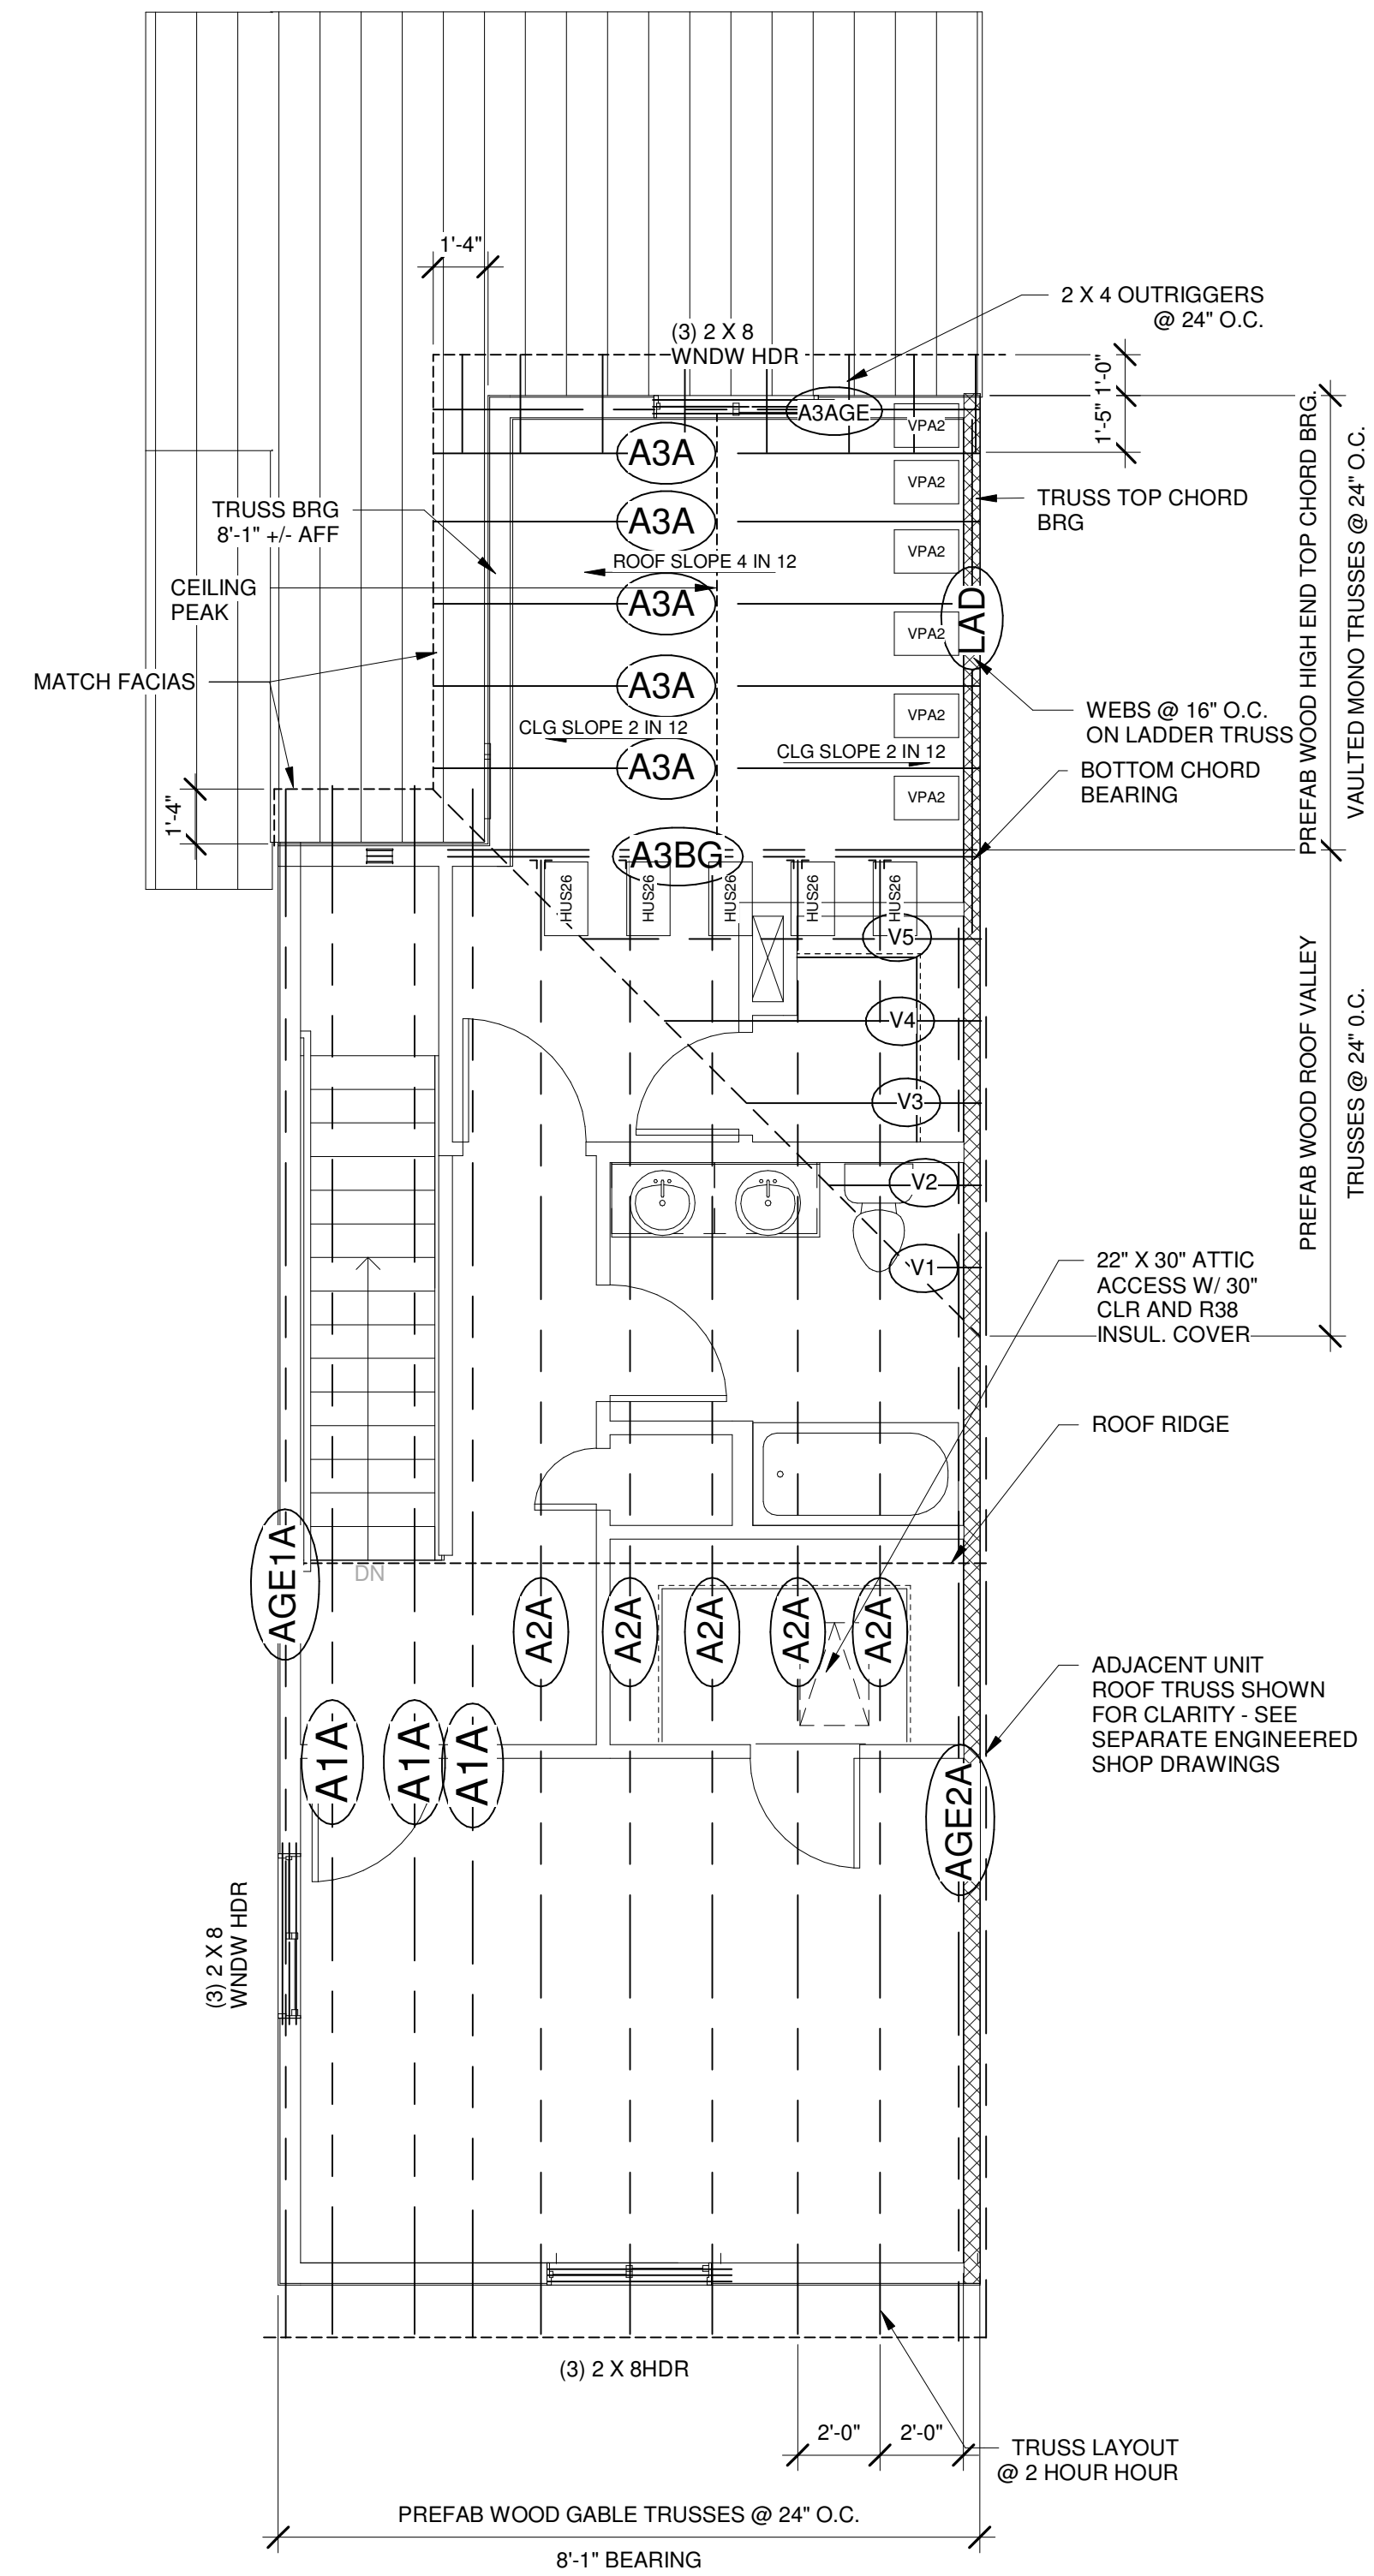 1'-4"
2 X 4 OUTRIGGERS
@ 24" O.C.
(3) 2 X 8
WNDW HDR
1'-0"
1'-5"
A3AGE
VPA2
A3A
TRUSS BRG
8'-1" +/- AFF
VPA2
TRUSS TOP CHORD
BRG
A3A
VPA2
ROOF SLOPE 4 IN 12
CEILING
PEAK
A3A
LAD
VPA2
MATCH FACIAS
A3A
VPA2
WEBS @ 16" O.C.
ON LADDER TRUSS
CLG SLOPE 2 IN 12
CLG SLOPE 2 IN 12
A3A
VPA2
BOTTOM CHORD
BEARING
PREFAB WOOD HIGH END TOP CHORD BRG.
VAULTED MONO TRUSSES @ 24" O.C.
1'-4"
A3BG
HUS26
HUS26
HUS26
HUS26
HUS26
V5
V4
V3
V2
V1
PREFAB WOOD ROOF VALLEY
TRUSSES @ 24" 0.C.
22" X 30" ATTIC
ACCESS W/ 30"
CLR AND R38
INSUL. COVER
ROOF RIDGE
DN
AGE1A
A2A
A2A
A2A
A2A
A2A
ADJACENT UNIT
ROOF TRUSS SHOWN
FOR CLARITY - SEE
SEPARATE ENGINEERED
SHOP DRAWINGS
A1A
A1A
A1A
AGE2A
(3) 2 X 8
WNDW HDR
(3) 2 X 8HDR
2'-0"
2'-0"
TRUSS LAYOUT
@ 2 HOUR HOUR
PREFAB WOOD GABLE TRUSSES @ 24" O.C.
8'-1" BEARING